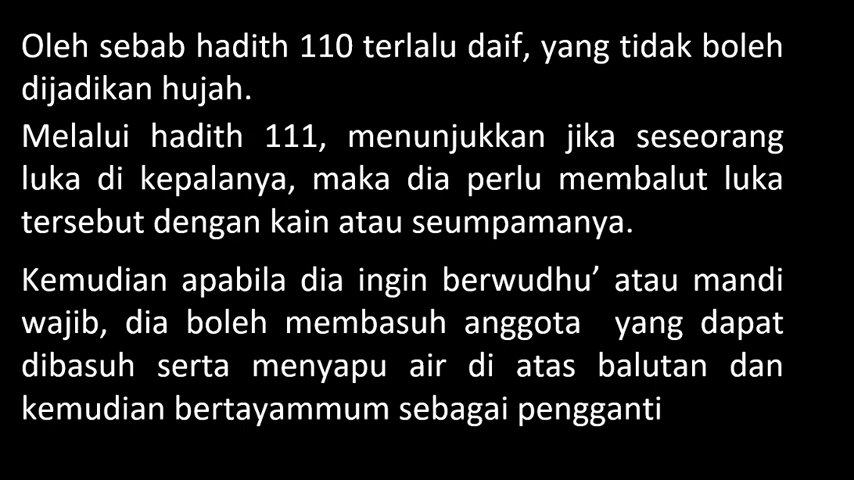 Oleh sebab hadith 110 terlalu daif, yang tidak boleh
dijadikan hujah.
Melalui hadith 111, menunjukkan jika seseorang
luka di kepalanya, maka dia perlu membalut luka
tersebut dengan kain atau seumpamanya.
Kemudian apabila dia ingin berwudhu’ atau mandi
wajib, dia boleh membasuh anggota yang dapat
dibasuh serta menyapu air di atas balutan dan
kemudian bertayammum sebagai pengganti